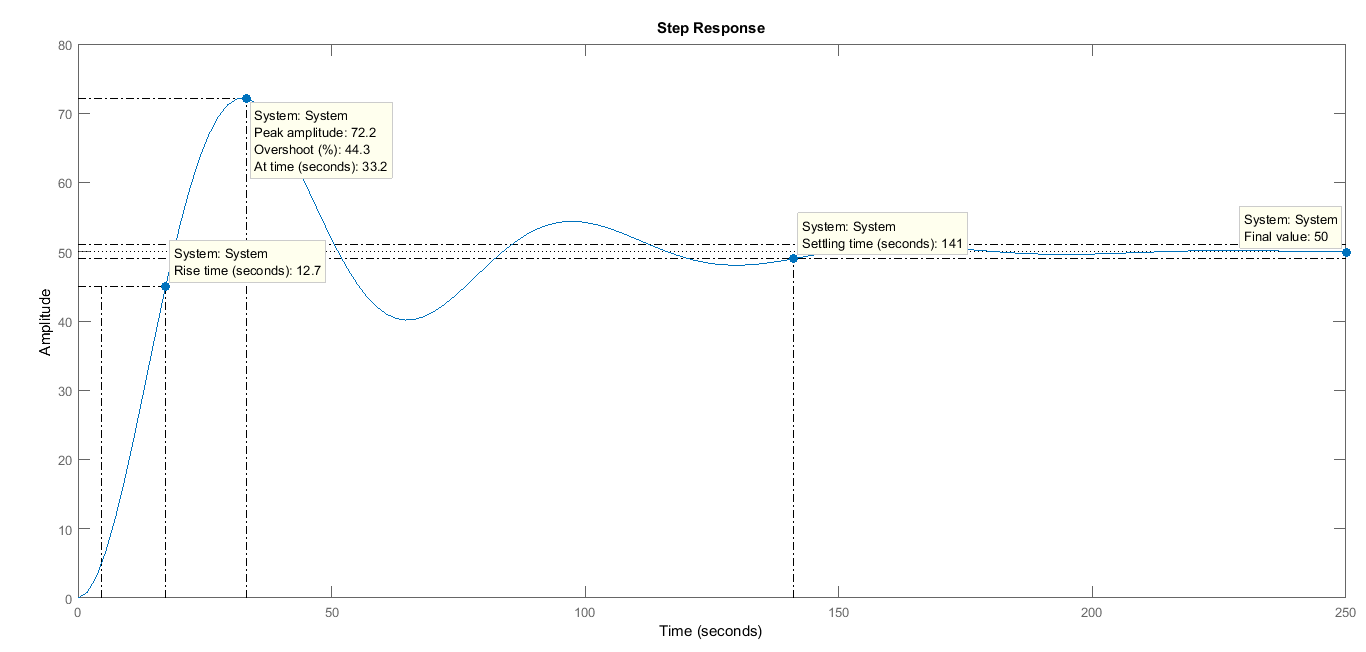 Step Response
80
70
60
50
40
30
20
10
0
Amplitude
System: System
Peak amplitude: 72.2
Overshoot (%): 44.3
At time (seconds): 33.2
System: System
Rise time (seconds): 12.7
System: System
Settling time (seconds): 141
System: System
Final value: 50
0
50
100
150
200
250
Time (seconds)